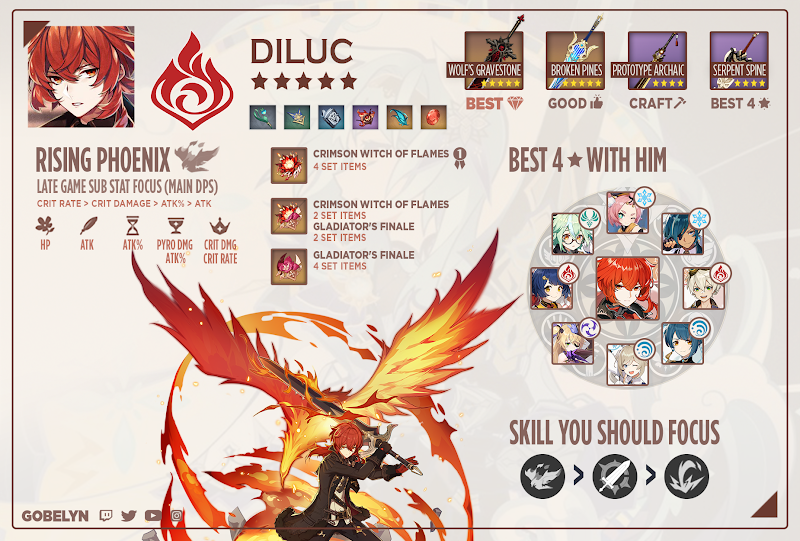 DILUC
RISING PHOENIX
LATE GAME SUB STAT FOCUS (MAIN DPS)
CRIT RATE > CRIT DAMAGE > ATK% > ATK
HP
ATK
ATK%
PYRO DMG
ATK%
CRIT DMG
CRIT RATE
CRIMSON WITCH OF FLAMES
1
4 SET ITEMS
CRIMSON WITCH OF FLAMES
2 SET ITEMS
GLADIATOR'S FINALE
2 SET ITEMS
GLADIATOR'S FINALE
4 SET ITEMS
WOLF'S GRAVESTONE
BEST
BROKEN PINES
GOOD
PROTOTYPE ARCHAIC
CRAFT
SERPENT SPINE
BEST 4
BEST 4 WITH HIM
SKILL YOU SHOULD FOCUS
GOBELYN